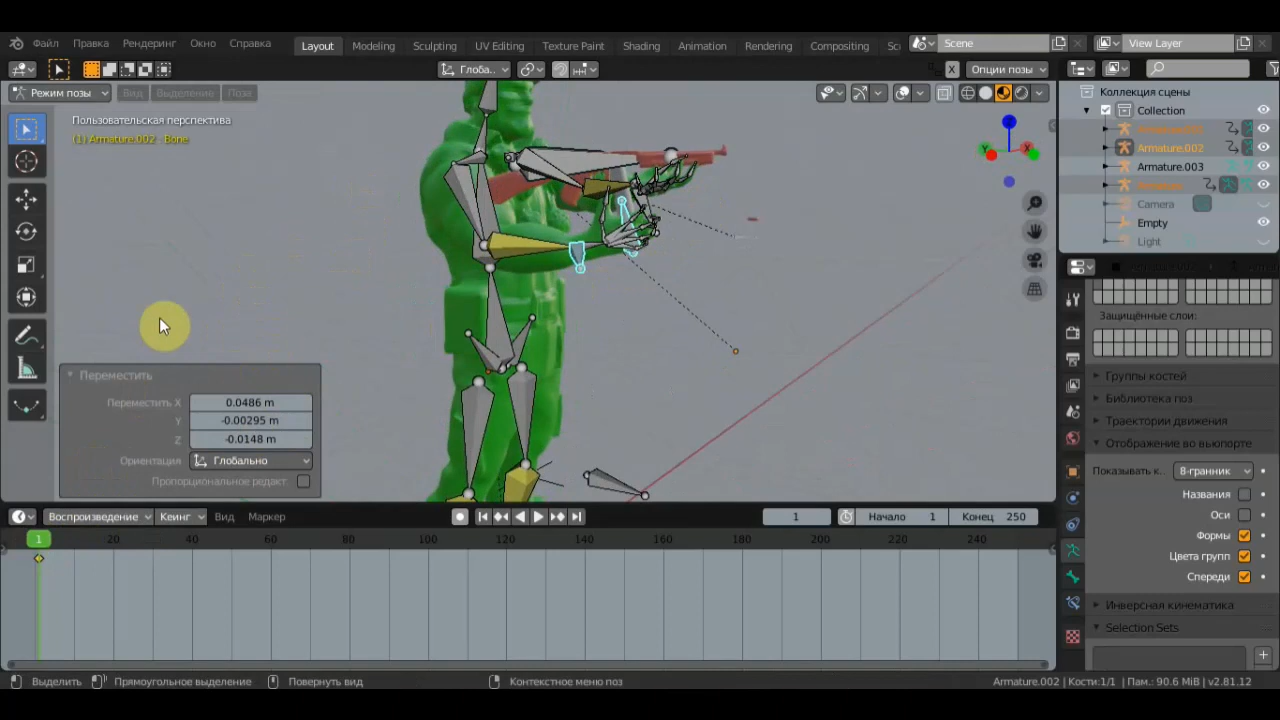 Файл Правка Рендеринг Окно Справка Layout Modeling Sculpting UV Editing Texture Paint Shading Animation Rendering Compositing Sc Scene View Layer
Глоба.. X Опции позы
Режим позы Вид Выделение Поза
Коллекция сцены
Collection
Armature.002
Armature.003
Camera
Empty
Light
Пользовательская перспектива
(1) Armature.002 : Bone
Z
Y
X
Переместить
Переместить X 0.0486 m
Y -0.00295 m
Z -0.0148 m
Ориентация Глобально
Пропорциональное редакт.
Защищённые слои:
Группы костей
Библиотека поз
Траектории движения
Отображение во вьюпорте
Показывать к.. 8-гранник
Названия
Оси
Формы
Цвета групп
Спереди
Инверсная кинематика
Selection Sets
Воспроизведение Кеинг Вид Маркер 1 Начало 1 Конец 250
1 20 40 60 80 100 120 140 160 180 200 220 240
Выделить Прямоугольное выделение Повернуть вид Контекстное меню поз Armature.002 | Кости:1/1 | Пам.: 90.6 MiB | v2.81.12